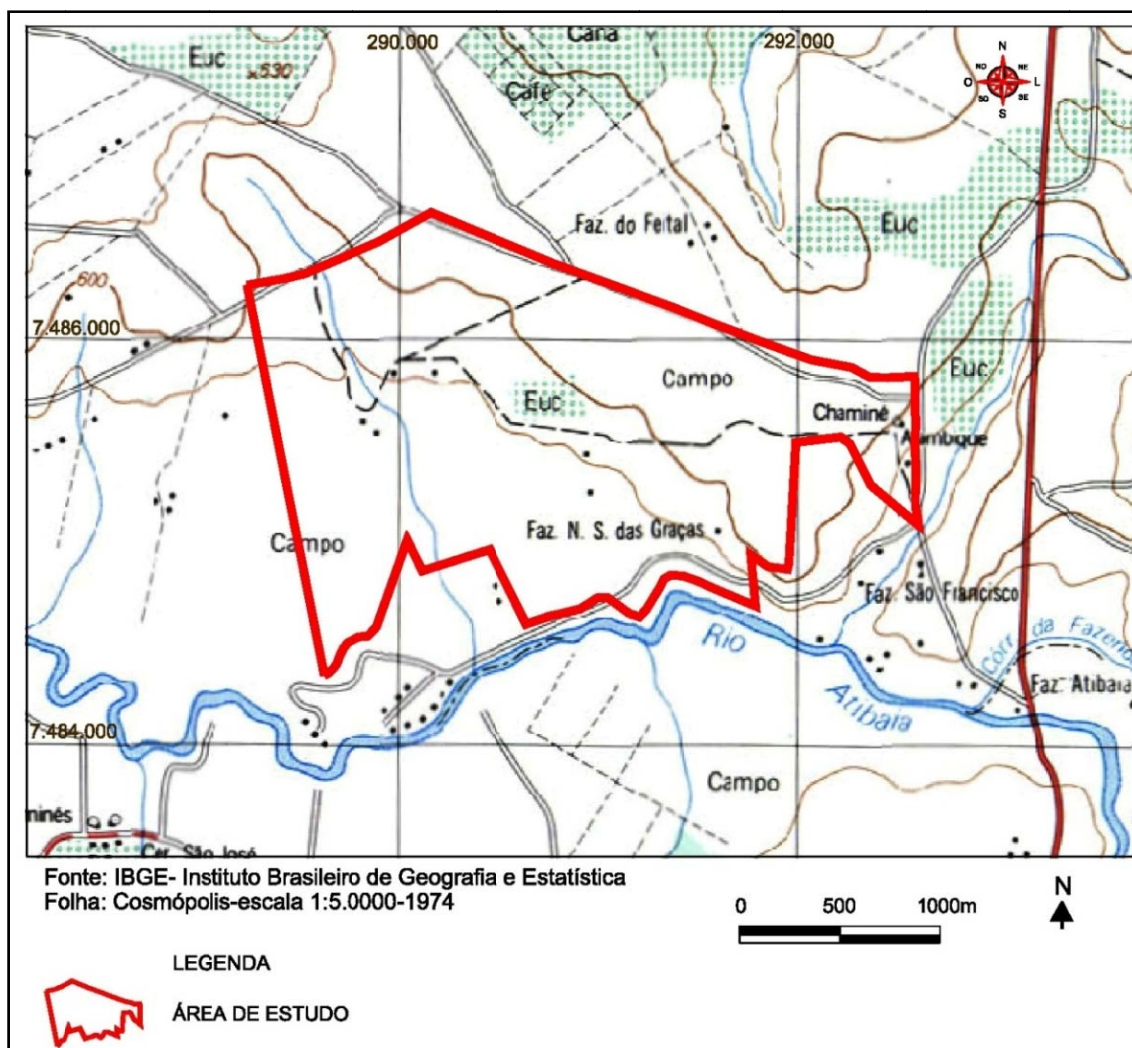 290.000
292.000
Euc
530
Cana
Café
N
NO
NE
O
L
SO
SE
S
Faz. do Feital
Euc
600
7.486.000
Campo
Euc
Euc
Chaminé
Alambique
Faz. N. S. das Graças
Campo
Faz. São Francisco
Rio
Atibaia
Córr. da Fazenda
Faz. Atibaia
7.484.000
Campo
minés
Cer. São José
Fonte: IBGE- Instituto Brasileiro de Geografia e Estatística
Folha: Cosmópolis-escala 1:5.0000-1974
0 500 1000m
N
LEGENDA
ÁREA DE ESTUDO